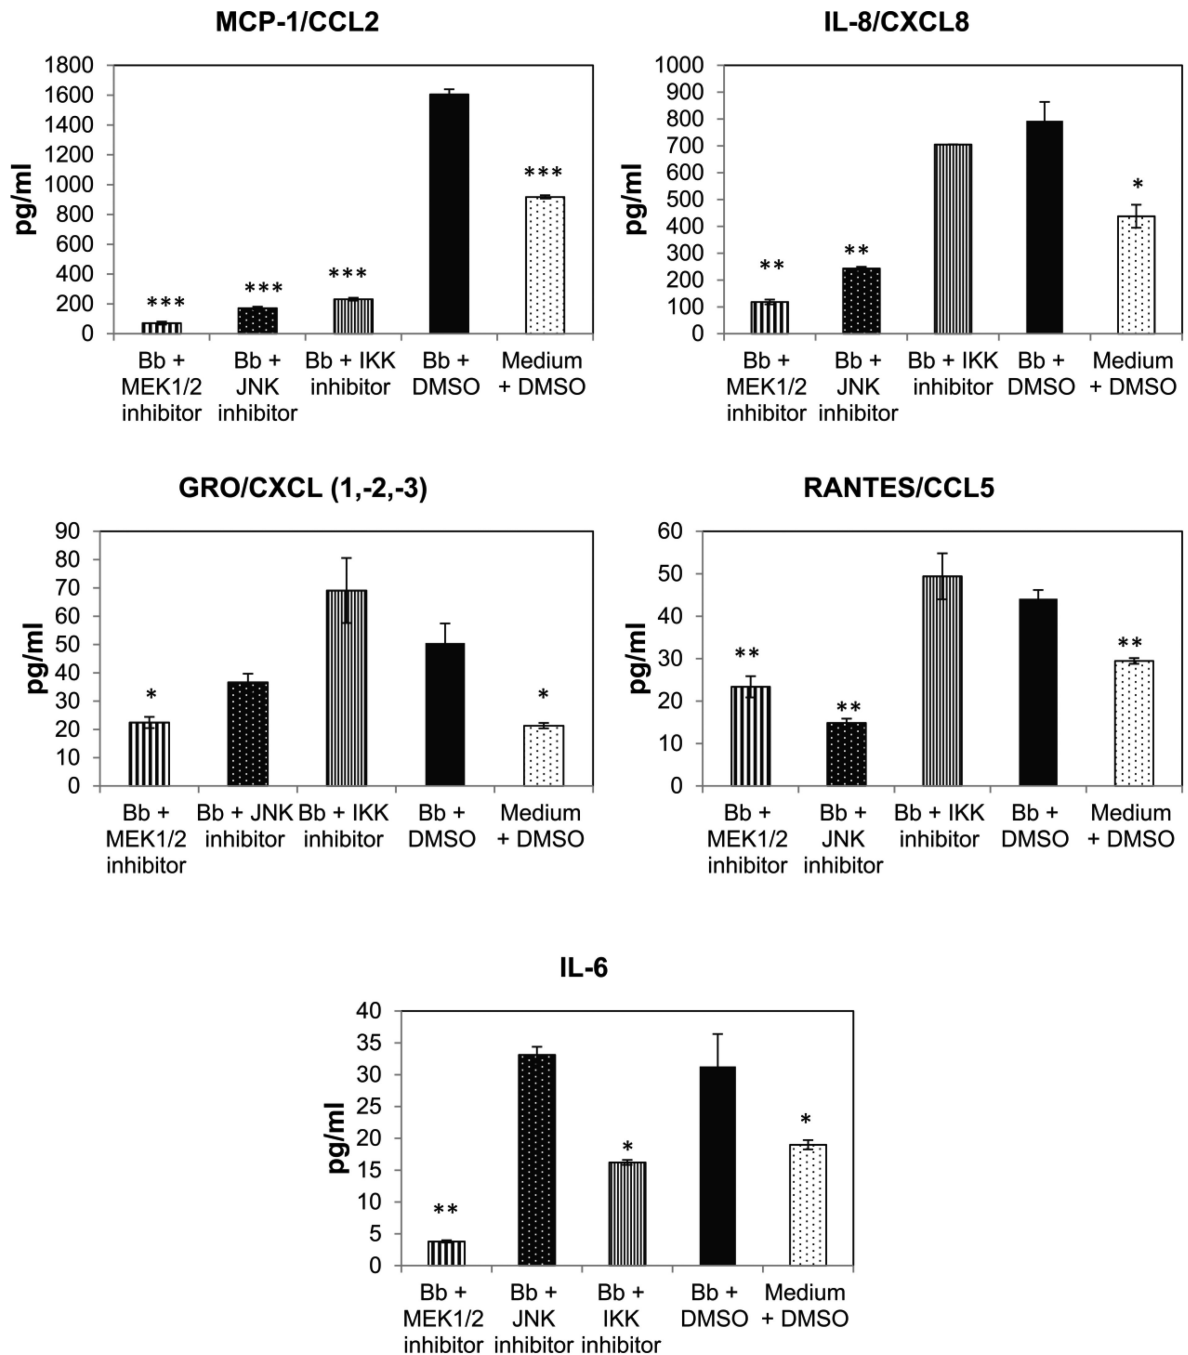 MCP-1/CCL2
pg/ml
1800
1600
1400
1200
1000
800
600
400
200
0
***
***
***
***
Bb + MEK1/2 inhibitor
Bb + JNK inhibitor
Bb + IKK inhibitor
Bb + DMSO
Medium + DMSO
IL-8/CXCL8
pg/ml
1000
900
800
700
600
500
400
300
200
100
0
**
**
*
Bb + MEK1/2 inhibitor
Bb + JNK inhibitor
Bb + IKK inhibitor
Bb + DMSO
Medium + DMSO
GRO/CXCL (1,-2,-3)
pg/ml
90
80
70
60
50
40
30
20
10
0
*
*
Bb + MEK1/2 inhibitor
Bb + JNK inhibitor
Bb + IKK inhibitor
Bb + DMSO
Medium + DMSO
RANTES/CCL5
pg/ml
60
50
40
30
20
10
0
**
**
**
Bb + MEK1/2 inhibitor
Bb + JNK inhibitor
Bb + IKK inhibitor
Bb + DMSO
Medium + DMSO
IL-6
pg/ml
40
35
30
25
20
15
10
5
0
**
*
*
Bb + MEK1/2 inhibitor
Bb + JNK inhibitor
Bb + IKK inhibitor
Bb + DMSO
Medium + DMSO